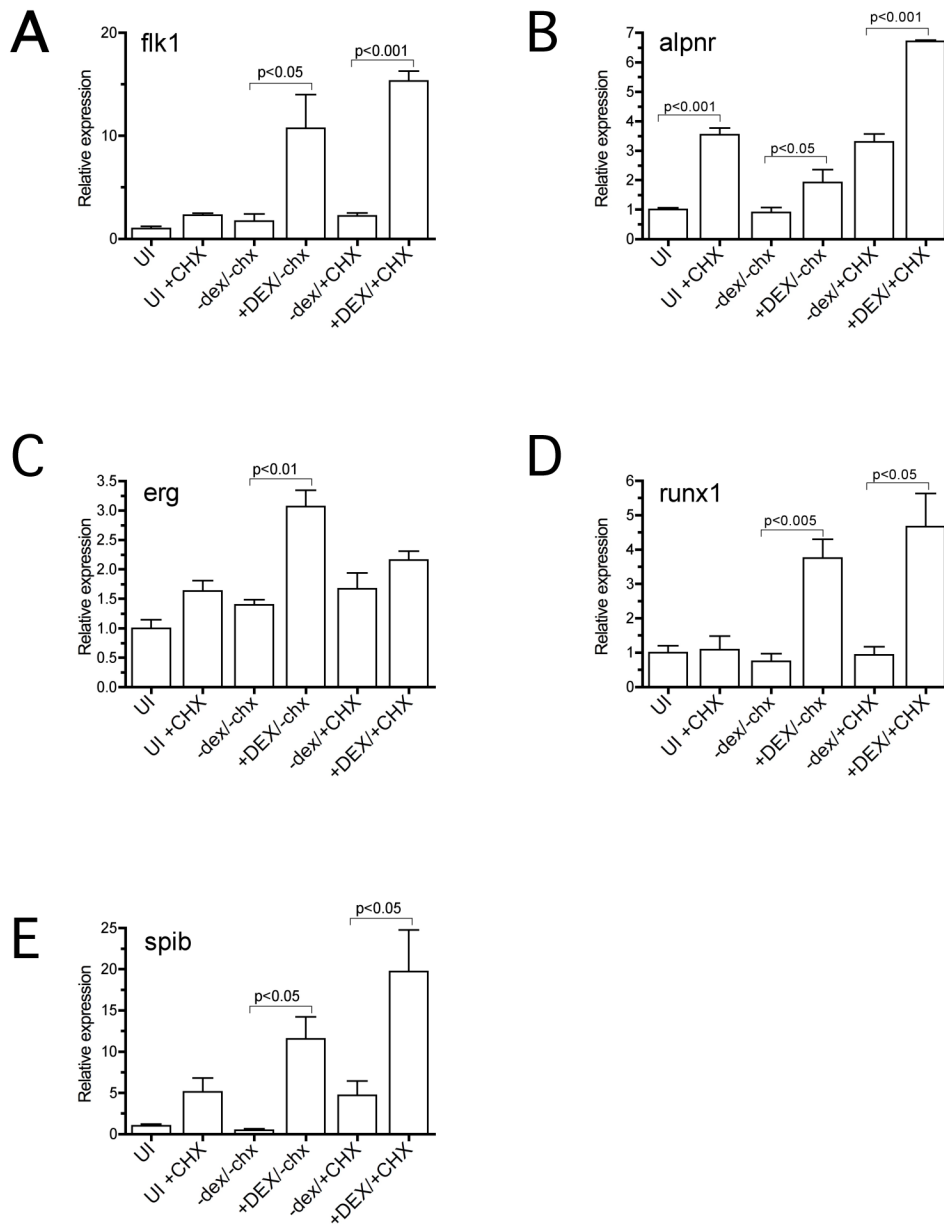 A
flk1
Relative expression
20
15
10
5
0
p<0.05
p<0.001
UI
UI +CHX
-dex/-chx
+DEX/-chx
-dex/+CHX
+DEX/+CHX
B
alpnr
Relative expression
7
6
5
4
3
2
1
0
p<0.001
p<0.05
p<0.001
UI
UI +CHX
-dex/-chx
+DEX/-chx
-dex/+CHX
+DEX/+CHX
C
erg
Relative expression
3.5
3.0
2.5
2.0
1.5
1.0
0.5
0.0
p<0.01
UI
UI +CHX
-dex/-chx
+DEX/-chx
-dex/+CHX
+DEX/+CHX
D
runx1
Relative expression
6
5
4
3
2
1
0
p<0.005
p<0.05
UI
UI +CHX
-dex/-chx
+DEX/-chx
-dex/+CHX
+DEX/+CHX
E
spib
Relative expression
25
20
15
10
5
0
p<0.05
p<0.05
UI
UI +CHX
-dex/-chx
+DEX/-chx
-dex/+CHX
+DEX/+CHX